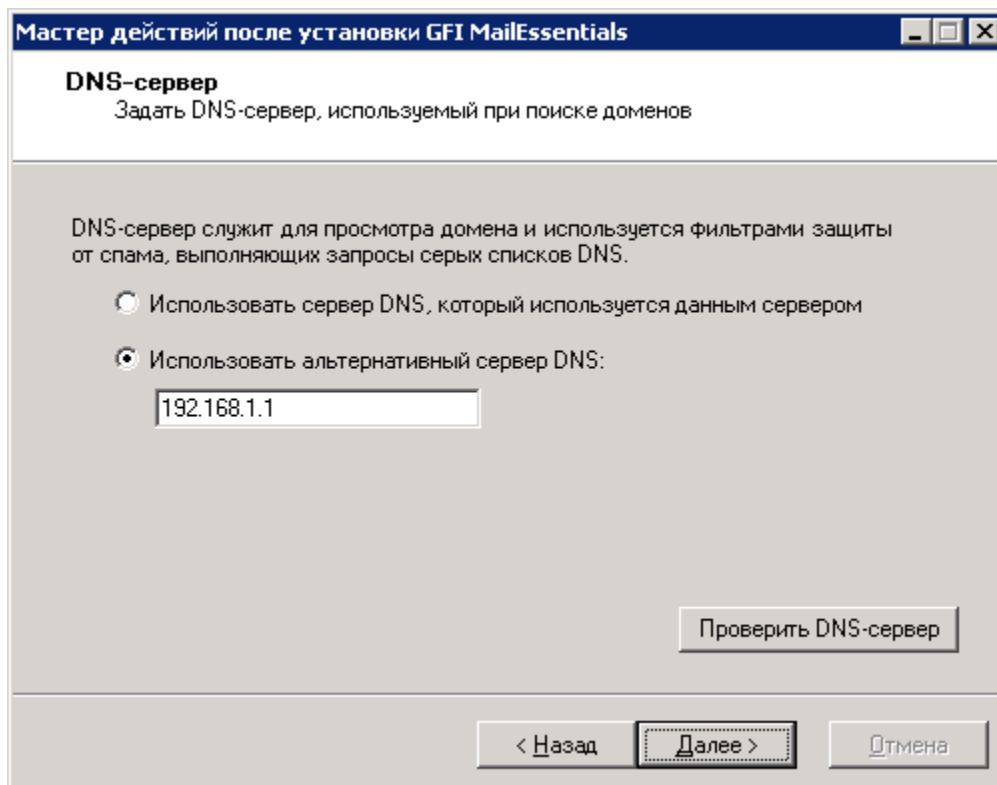 Мастер действий после установки GFI MailEssentials
DNS-сервер
Задать DNS-сервер, используемый при поиске доменов
DNS-сервер служит для просмотра домена и используется фильтрами защиты
от спама, выполняющих запросы серых списков DNS.
Использовать сервер DNS, который используется данным сервером
Использовать альтернативный сервер DNS:
192.168.1.1
Проверить DNS-сервер
< Назад
Далее >
Отмена